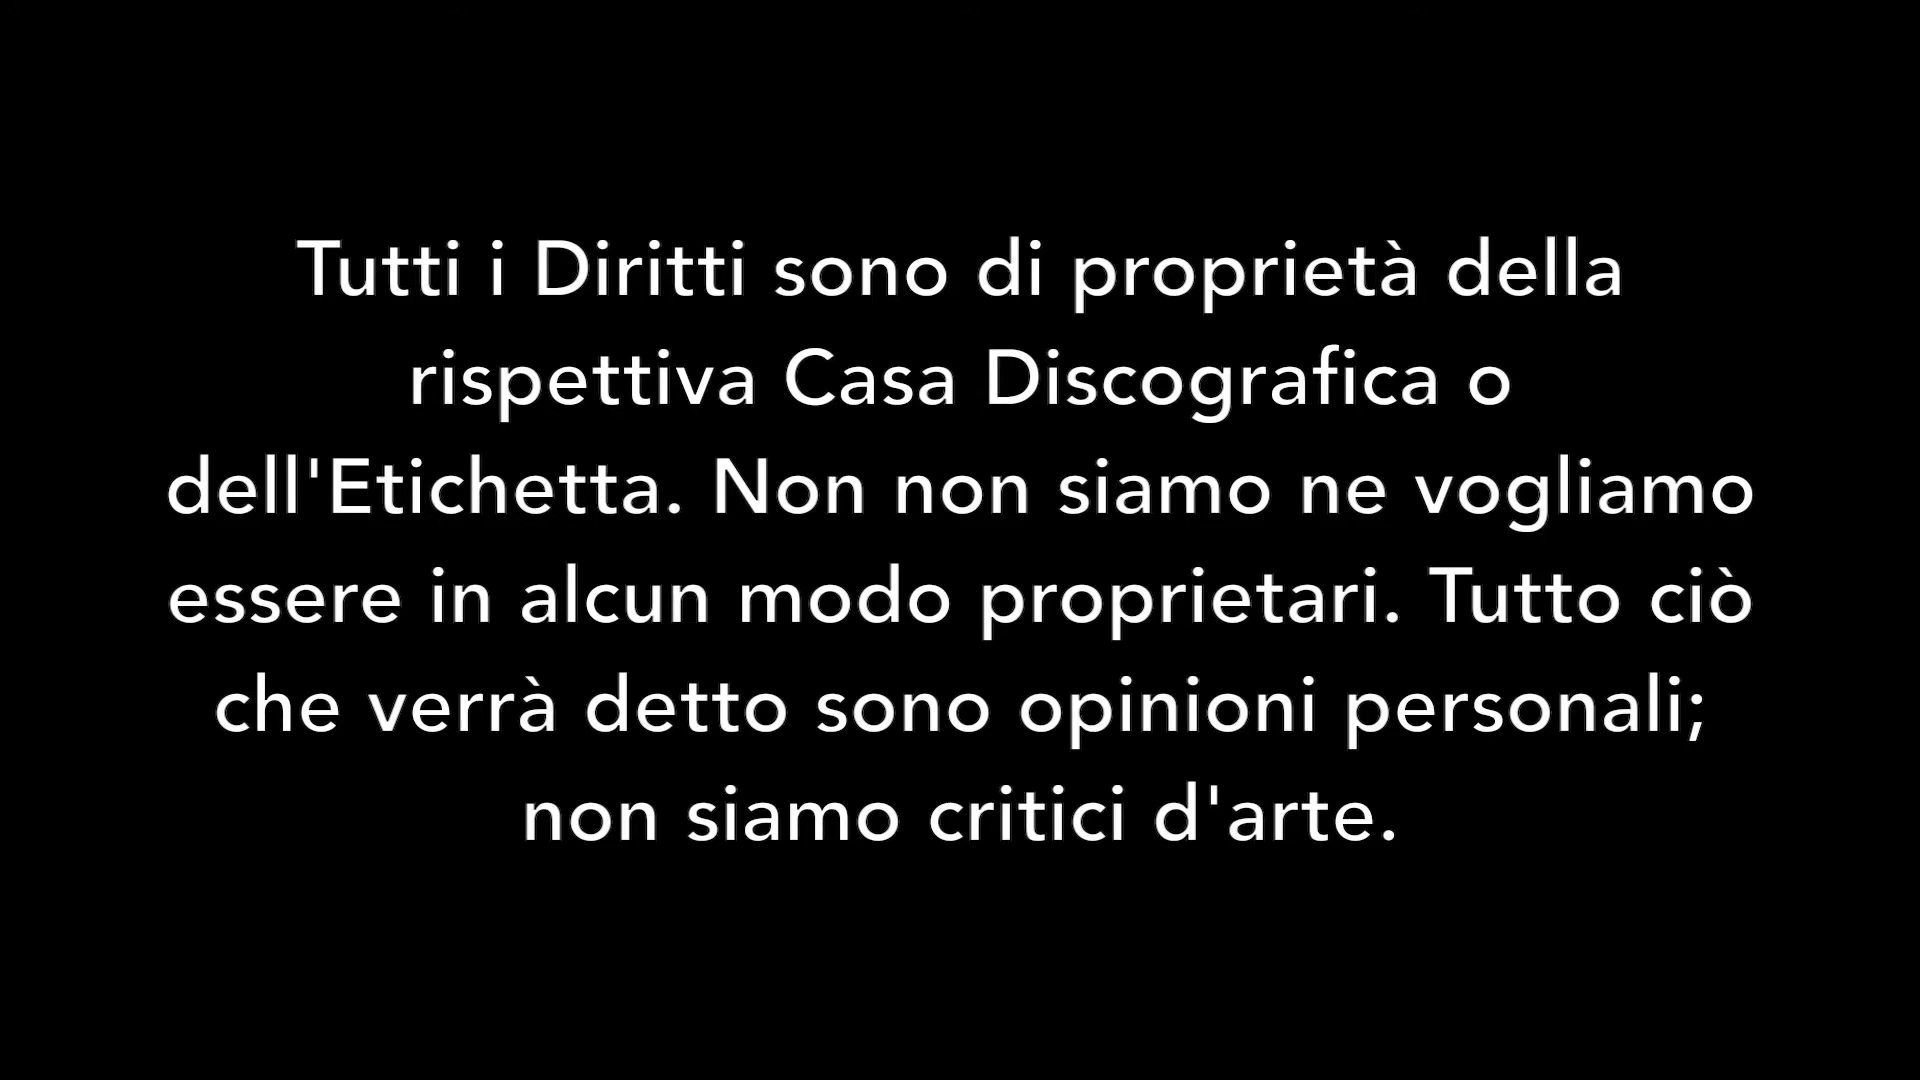 Tutti i Diritti sono di proprietà della
rispettiva Casa Discografica o
dell'Etichetta. Non non siamo ne vogliamo
essere in alcun modo proprietari. Tutto ciò
che verrà detto sono opinioni personali;
non siamo critici d'arte.